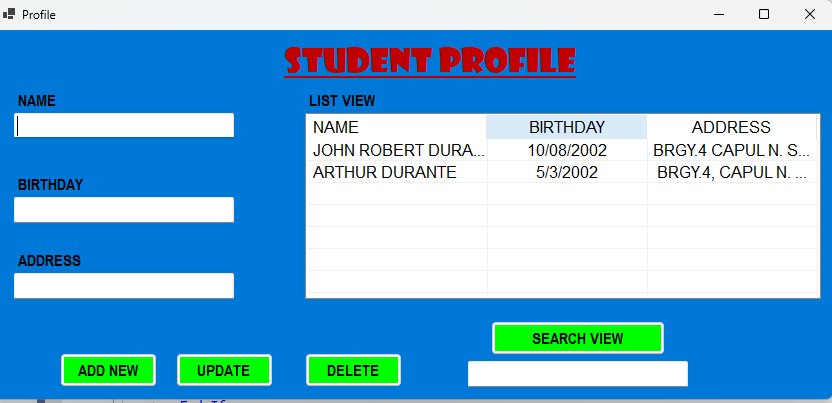 Profile
STUDENT PROFILE
NAME
BIRTHDAY
ADDRESS
LIST VIEW
NAME BIRTHDAY ADDRESS
JOHN ROBERT DURA... 10/08/2002 BRGY.4 CAPUL N. S...
ARTHUR DURANTE 5/3/2002 BRGY.4, CAPUL N. ...
SEARCH VIEW
ADD NEW UPDATE DELETE